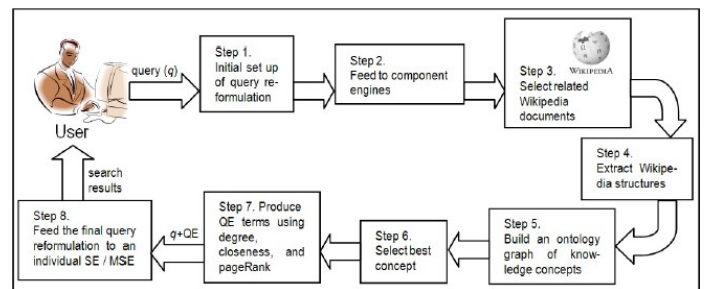 query (q)
Step 1.
Initial set up
of query re-
formulation
Step 2.
Feed to component
engines
WIKIPEDIA
Step 3.
Select related
Wikipedia
documents
User
Step 4.
Extract Wikipe-
dia structures
Step 5.
Build an ontology
graph of know-
ledge concepts
Step 6.
Select best
concept
Step 7. Produce
QE terms using
degree,
closeness, and
pageRank
q+QE
Step 8.
Feed the final query
reformulation to an
individual SE / MSE
search
results